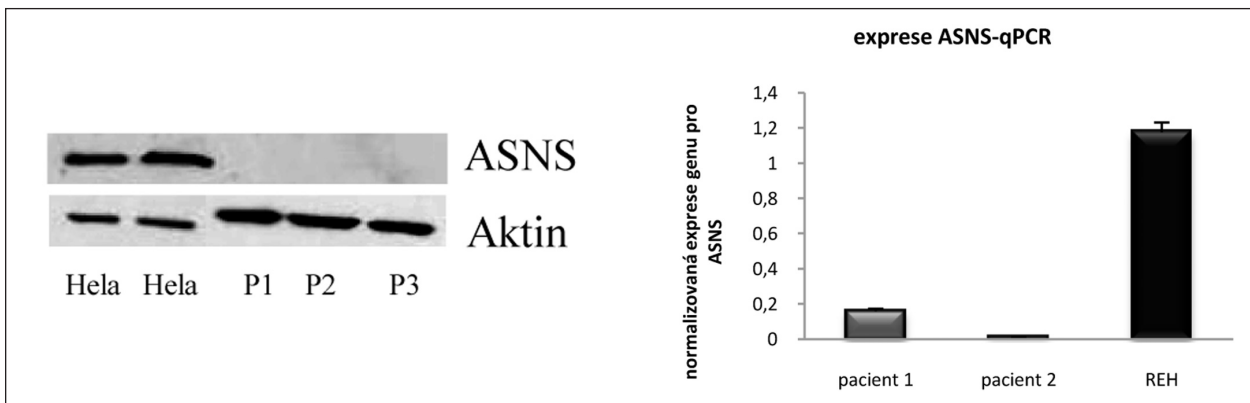 ASNS
Aktin
Hela Hela P1 P2 P3
exprese ASNS-qPCR
normalizovaná exprese genu pro
ASNS
1,4
1,2
1
0,8
0,6
0,4
0,2
0
pacient 1 pacient 2 REH